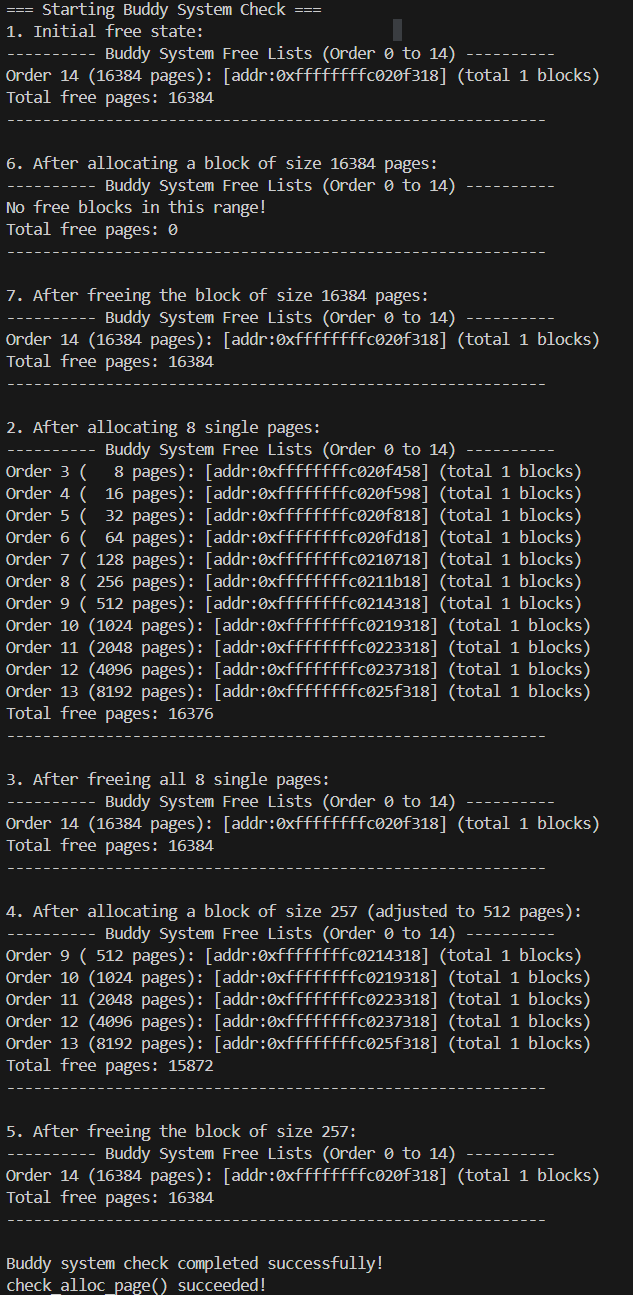 === Starting Buddy System Check ===
1. Initial free state:
---------- Buddy System Free Lists (Order 0 to 14) ----------
Order 14 (16384 pages): [addr:0xffffffffc020f318] (total 1 blocks)
Total free pages: 16384
------------------------------------------------------------
6. After allocating a block of size 16384 pages:
---------- Buddy System Free Lists (Order 0 to 14) ----------
No free blocks in this range!
Total free pages: 0
------------------------------------------------------------
7. After freeing the block of size 16384 pages:
---------- Buddy System Free Lists (Order 0 to 14) ----------
Order 14 (16384 pages): [addr:0xffffffffc020f318] (total 1 blocks)
Total free pages: 16384
------------------------------------------------------------
2. After allocating 8 single pages:
---------- Buddy System Free Lists (Order 0 to 14) ----------
Order 3 (   8 pages): [addr:0xffffffffc020f458] (total 1 blocks)
Order 4 (  16 pages): [addr:0xffffffffc020f598] (total 1 blocks)
Order 5 (  32 pages): [addr:0xffffffffc020f818] (total 1 blocks)
Order 6 (  64 pages): [addr:0xffffffffc020fd18] (total 1 blocks)
Order 7 ( 128 pages): [addr:0xffffffffc0210718] (total 1 blocks)
Order 8 ( 256 pages): [addr:0xffffffffc0211b18] (total 1 blocks)
Order 9 ( 512 pages): [addr:0xffffffffc0214318] (total 1 blocks)
Order 10 (1024 pages): [addr:0xffffffffc0219318] (total 1 blocks)
Order 11 (2048 pages): [addr:0xffffffffc0223318] (total 1 blocks)
Order 12 (4096 pages): [addr:0xffffffffc0237318] (total 1 blocks)
Order 13 (8192 pages): [addr:0xffffffffc025f318] (total 1 blocks)
Total free pages: 16376
------------------------------------------------------------
3. After freeing all 8 single pages:
---------- Buddy System Free Lists (Order 0 to 14) ----------
Order 14 (16384 pages): [addr:0xffffffffc020f318] (total 1 blocks)
Total free pages: 16384
------------------------------------------------------------
4. After allocating a block of size 257 (adjusted to 512 pages):
---------- Buddy System Free Lists (Order 0 to 14) ----------
Order 9 ( 512 pages): [addr:0xffffffffc0214318] (total 1 blocks)
Order 10 (1024 pages): [addr:0xffffffffc0219318] (total 1 blocks)
Order 11 (2048 pages): [addr:0xffffffffc0223318] (total 1 blocks)
Order 12 (4096 pages): [addr:0xffffffffc0237318] (total 1 blocks)
Order 13 (8192 pages): [addr:0xffffffffc025f318] (total 1 blocks)
Total free pages: 15872
------------------------------------------------------------
5. After freeing the block of size 257:
---------- Buddy System Free Lists (Order 0 to 14) ----------
Order 14 (16384 pages): [addr:0xffffffffc020f318] (total 1 blocks)
Total free pages: 16384
------------------------------------------------------------
Buddy system check completed successfully!
check_alloc_page() succeeded!